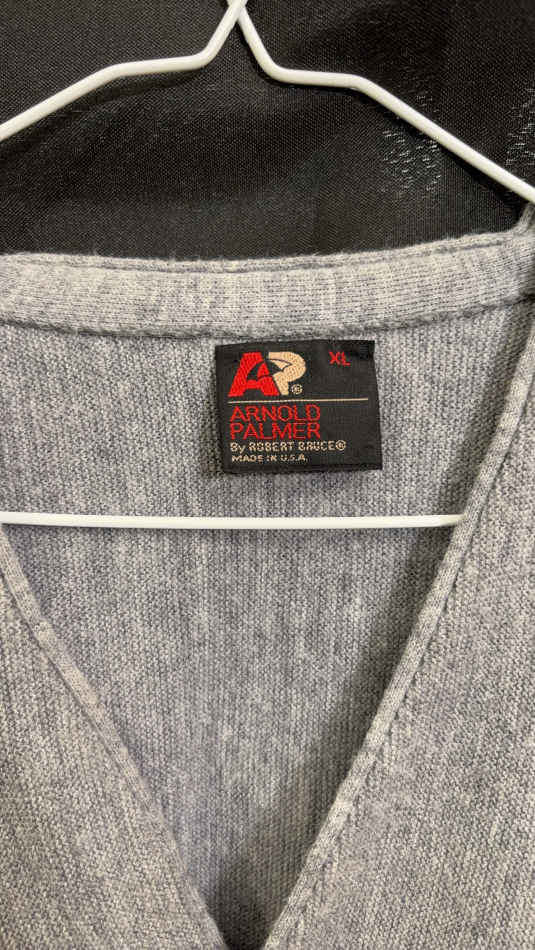 AP®
XL
ARNOLD
PALMER
By ROBERT BRUCE®
MADE IN U.S.A.